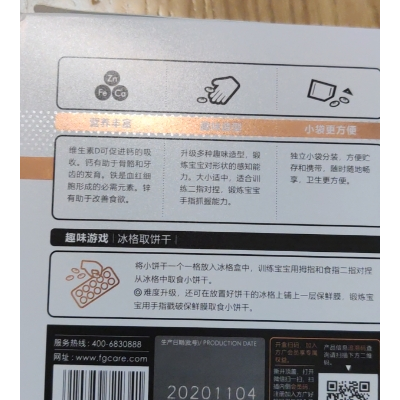 Zn
Fe Ca
营养丰富
小袋更方便
维生素D可促进钙的吸
收。钙有助于骨骼和牙
齿的发育。铁是血红细
胞形成的必需元素。锌
有助于改善食欲。
升级多种趣味造型，锻
炼宝宝对形状的感知能
力。大小适中，适合训
练二指对捏，锻炼宝宝
手指抓握能力。
独立小袋分装，方便贮
存和携带，随时随地畅
享，卫生更方便。
趣味游戏 | 冰格取饼干
将小饼干一个一格放入冰格盒中，训练宝宝用拇指和食指二指对捏
从冰格中取食小饼干。
难度升级，还可在放置好饼干的冰格上铺上一层保鲜膜，锻炼宝
宝用手指戳破保鲜膜取食小饼干。
服务热线：400-6830888
网址：www.fgcare.com
生产日期(批号) / PRODUCTION DATE
20201104